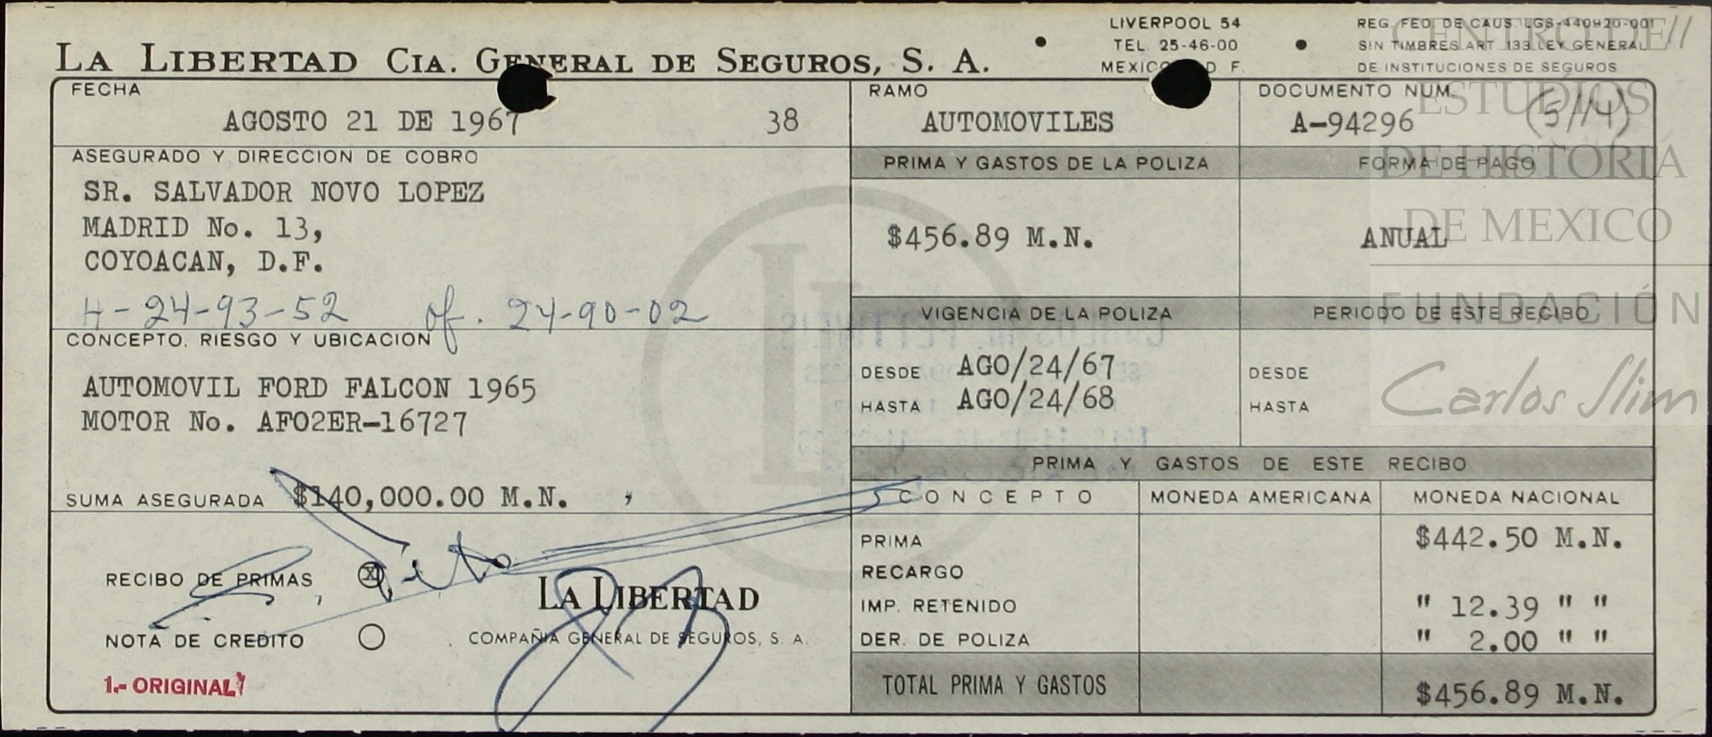 LA LIBERTAD CIA. GENERAL DE SEGUROS, S. A.
LIVERPOOL 54
TEL. 25-46-00
MEXICO D F.
REG. FED. DE CAUS. LGS-440920-001
SIN TIMBRES ART 133 LEY GENERAL
DE INSTITUCIONES DE SEGUROS
FECHA
AGOSTO 21 DE 1967 38
RAMO
AUTOMOVILES
DOCUMENTO NUM.
A-94296 (5/14)
ASEGURADO Y DIRECCION DE COBRO
SR. SALVADOR NOVO LOPEZ
MADRID No. 13,
COYOACAN, D.F.
H-24-93-52 of. 24-90-02
PRIMA Y GASTOS DE LA POLIZA
$456.89 M.N.
FORMA DE PAGO
ANUAL
CONCEPTO. RIESGO Y UBICACION
AUTOMOVIL FORD FALCON 1965
MOTOR No. AF02ER-16727
SUMA ASEGURADA $140,000.00 M.N.
VIGENCIA DE LA POLIZA
DESDE AGO/24/67
HASTA AGO/24/68
PERIODO DE ESTE RECIBO
DESDE
HASTA
PRIMA Y GASTOS DE ESTE RECIBO
CONCEPTO MONEDA AMERICANA MONEDA NACIONAL
PRIMA $442.50 M.N.
RECARGO
IMP. RETENIDO " 12.39 " "
DER. DE POLIZA " 2.00 " "
TOTAL PRIMA Y GASTOS $456.89 M.N.
RECIBO DE PRIMAS X
NOTA DE CREDITO
1.- ORIGINAL
LA LIBERTAD
COMPAÑIA GENERAL DE SEGUROS, S. A.
CENTRO DE
ESTUDIOS
DE HISTORIA
DE MEXICO
FUNDACIÓN
Carlos Slim